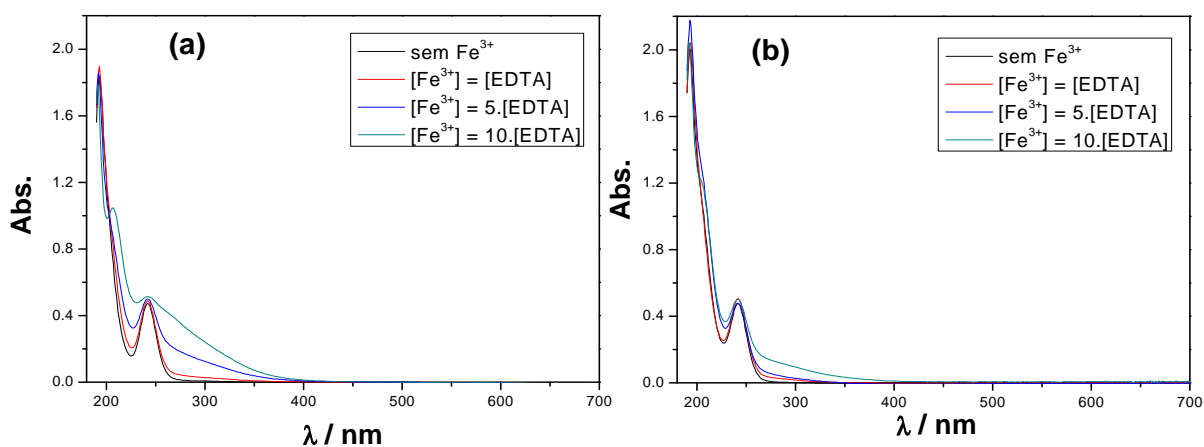 (a)
sem Fe³⁺
[Fe³⁺] = [EDTA]
[Fe³⁺] = 5.[EDTA]
[Fe³⁺] = 10.[EDTA]
2.0
1.6
1.2
0.8
0.4
0.0
Abs.
200 300 400 500 600 700
λ / nm
(b)
sem Fe³⁺
[Fe³⁺] = [EDTA]
[Fe³⁺] = 5.[EDTA]
[Fe³⁺] = 10.[EDTA]
2.0
1.6
1.2
0.8
0.4
0.0
Abs.
200 300 400 500 600 700
λ / nm